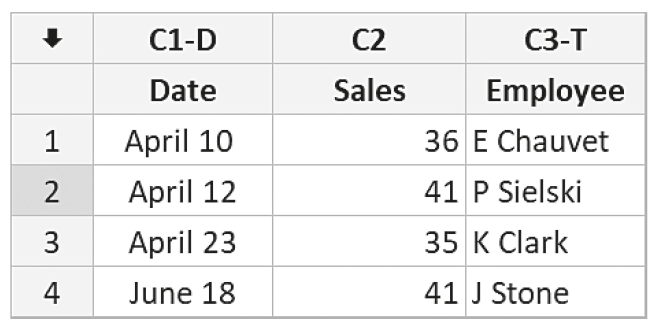 C1-D C2 C3-T
Date Sales Employee
1 April 10 36 E Chauvet
2 April 12 41 P Sielski
3 April 23 35 K Clark
4 June 18 41 J Stone